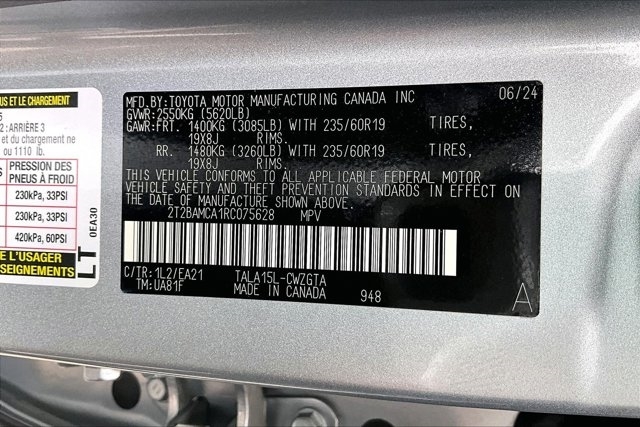 US ET LE CHARGEMENT
5
2 : ARRIÈRE 3
et du chargement ne
ou 1110 lb.
PRESSION DES
PNEUS À FROID
230kPa, 33PSI
230kPa, 33PSI
420kPa, 60PSI
L'USAGER
NSEIGNEMENTS
0EA30
LT
MFD.BY:TOYOTA MOTOR MANUFACTURING CANADA INC 06/24
GVWR:2550KG (5620LB)
GAWR:FRT. 1400KG (3085LB) WITH 235/60R19 TIRES,
19X8J RIMS.
RR. 1480KG (3260LB) WITH 235/60R19 TIRES,
19X8J RIMS.
THIS VEHICLE CONFORMS TO ALL APPLICABLE FEDERAL MOTOR
VEHICLE SAFETY AND THEFT PREVENTION STANDARDS IN EFFECT ON
THE DATE OF MANUFACTURE SHOWN ABOVE.
2T2BAMCA1RC075628 MPV
C/TR:1L2/EA21 TALA15L-CWZGTA
TM:UA81F MADE IN CANADA 948 A